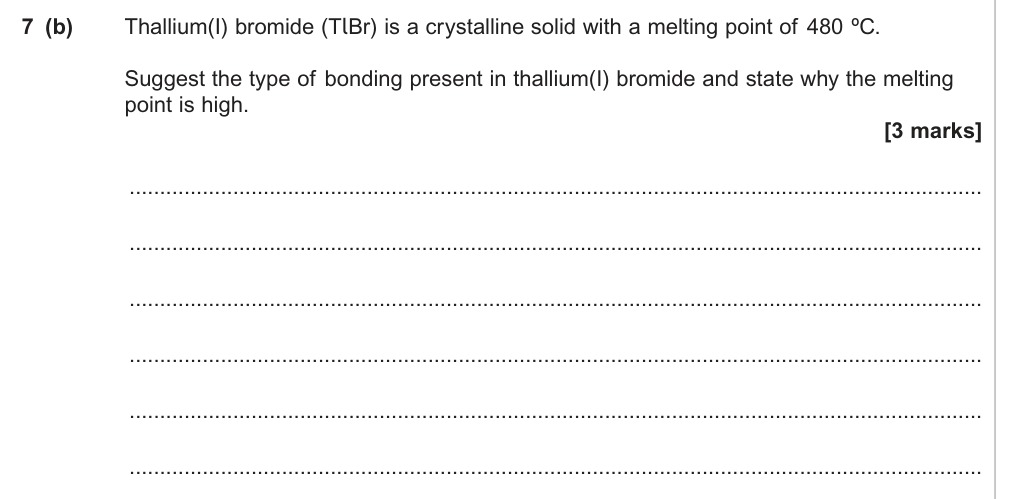 7 (b) Thallium(I) bromide (TlBr) is a crystalline solid with a melting point of 480 ºC.
Suggest the type of bonding present in thallium(I) bromide and state why the melting
point is high.
[3 marks]